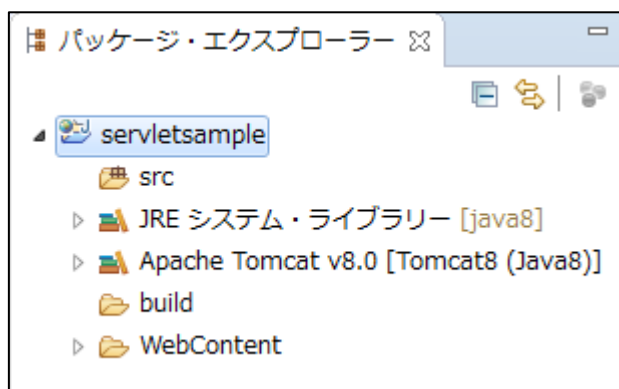 パッケージ・エクスプローラー
servletsample
src
JRE システム・ライブラリー [java8]
Apache Tomcat v8.0 [Tomcat8 (Java8)]
build
WebContent